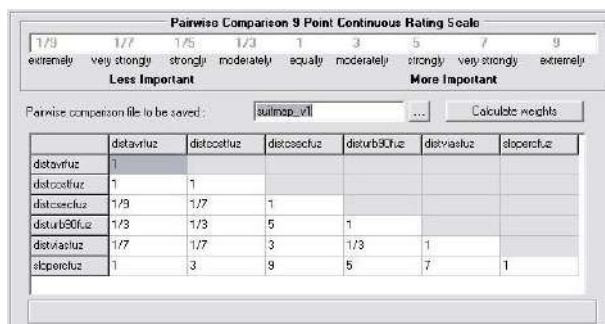 Pairwise Comparison 9 Point Continuous Rating Scale
1/9 1/7 1/5 1/3 1 3 5 7 9
extremely very strongly strongly moderately equally moderately strongly very strongly extremely
Less Important More Important
Pairwise comparison file to be saved : suitmap_v1 ... Calculate weights
distavrfuz distcostfuz distcsecfuz disturb90fuz distviasfuz slopercfuz
distavrfuz 1
distcostfuz 1 1
distcsecfuz 1/9 1/7 1
disturb90fuz 1/3 1/3 5 1
distviasfuz 1/7 1/7 3 1/3 1
slopercfuz 1 3 9 5 7 1